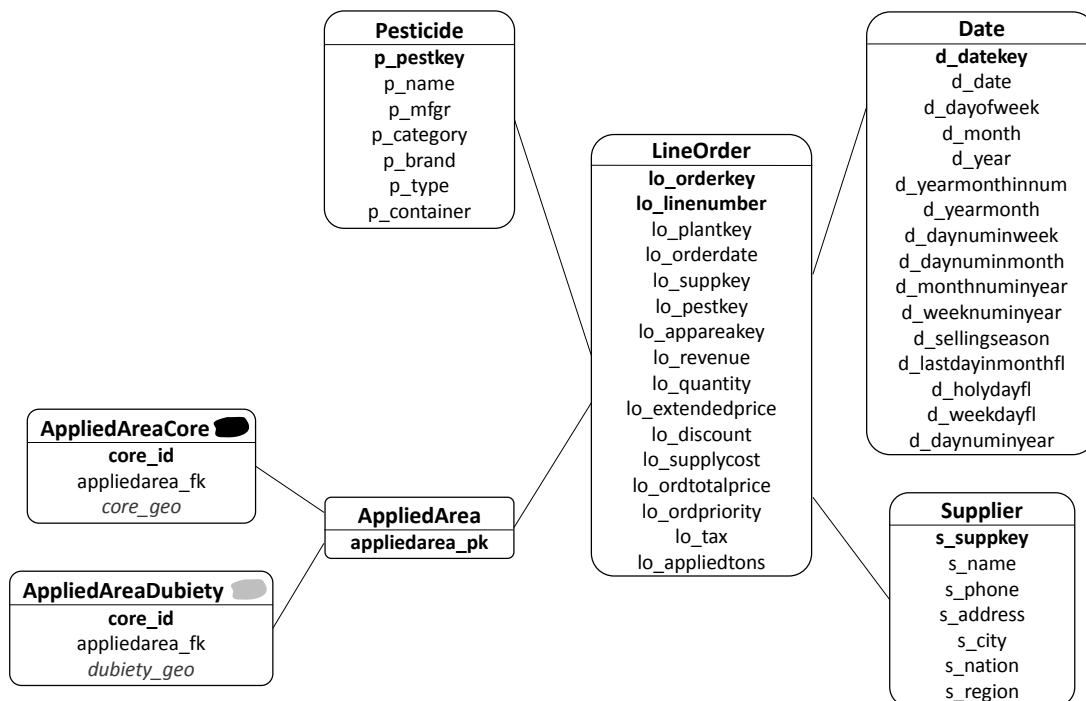 Pesticide
p_pestkey
p_name
p_mfgr
p_category
p_brand
p_type
p_container
Date
d_datekey
d_date
d_dayofweek
d_month
d_year
d_yearmonthinnum
d_yearmonth
d_daynuminweek
d_daynuminmonth
d_monthnuminyear
d_weeknuminyear
d_sellingseason
d_lastdayinmonthfl
d_holydayfl
d_weekdayfl
d_daynuminyear
LineOrder
lo_orderkey
lo_linenumber
lo_plantkey
lo_orderdate
lo_suppkey
lo_pestkey
lo_appareakey
lo_revenue
lo_quantity
lo_extendedprice
lo_discount
lo_supplycost
lo_ordtotalprice
lo_ordpriority
lo_tax
lo_appliedtons
AppliedAreaCore
core_id
appliedarea_fk
core_geo
AppliedArea
appliedarea_pk
AppliedAreaDubiety
core_id
appliedarea_fk
dubiety_geo
Supplier
s_suppkey
s_name
s_phone
s_address
s_city
s_nation
s_region